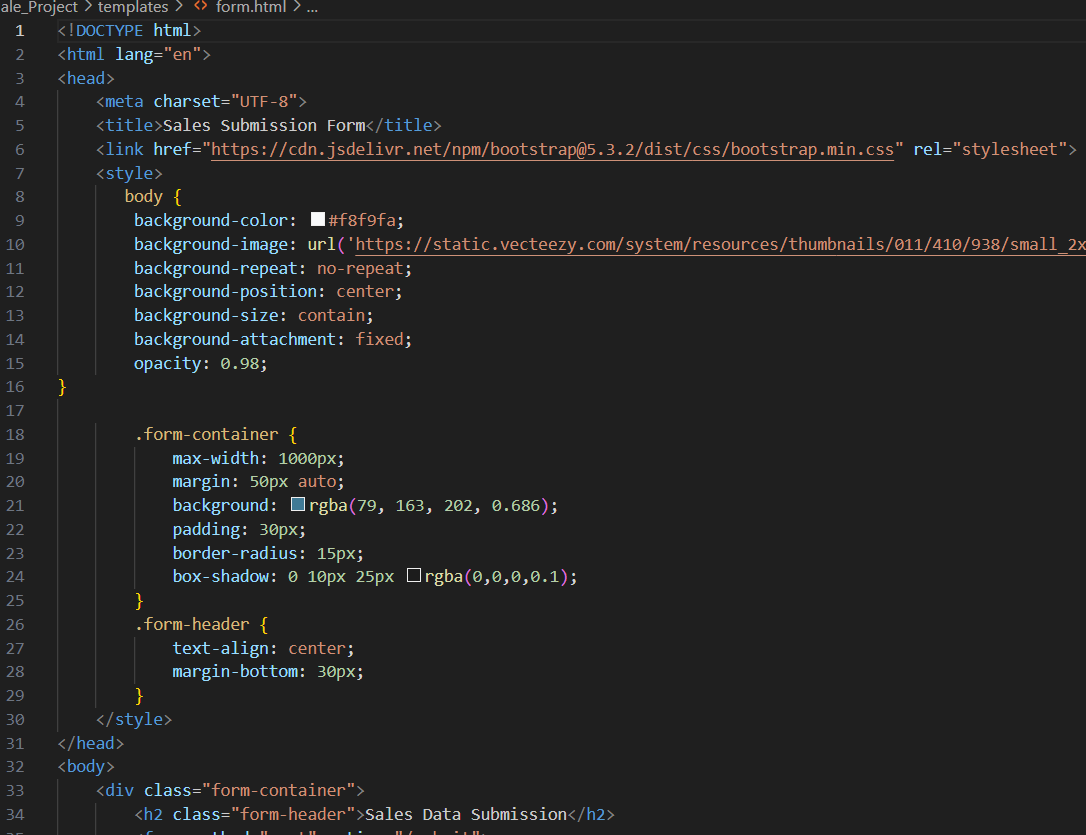 ale_Project > templates > <> form.html > ...
1 <!DOCTYPE html>
2 <html lang="en">
3 <head>
4     <meta charset="UTF-8">
5     <title>Sales Submission Form</title>
6     <link href="https://cdn.jsdelivr.net/npm/bootstrap@5.3.2/dist/css/bootstrap.min.css" rel="stylesheet">
7     <style>
8        body {
9         background-color: #f8f9fa;
10         background-image: url('https://static.vecteezy.com/system/resources/thumbnails/011/410/938/small_2x
11         background-repeat: no-repeat;
12         background-position: center;
13         background-size: contain;
14         background-attachment: fixed;
15         opacity: 0.98;
16 }
17
18         .form-container {
19             max-width: 1000px;
20             margin: 50px auto;
21             background: rgba(79, 163, 202, 0.686);
22             padding: 30px;
23             border-radius: 15px;
24             box-shadow: 0 10px 25px rgba(0,0,0,0.1);
25         }
26         .form-header {
27             text-align: center;
28             margin-bottom: 30px;
29         }
30     </style>
31 </head>
32 <body>
33     <div class="form-container">
34         <h2 class="form-header">Sales Data Submission</h2>